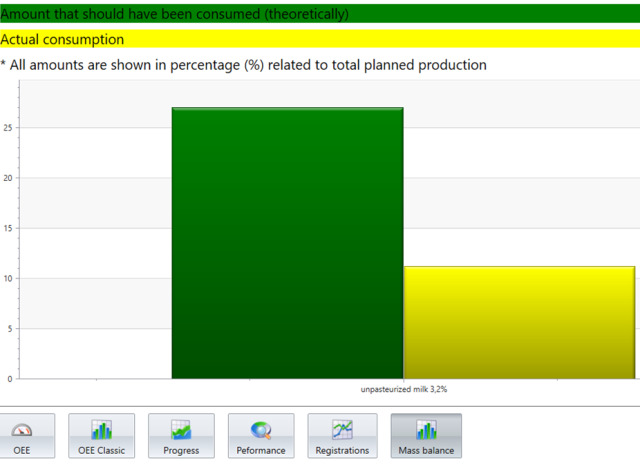 Amount that should have been consumed (theoretically)
Actual consumption
* All amounts are shown in percentage (%) related to total planned production
25
20
15
10
5
0
unpasteurized milk 3,2%
OEE
OEE Classic
Progress
Peformance
Registrations
Mass balance